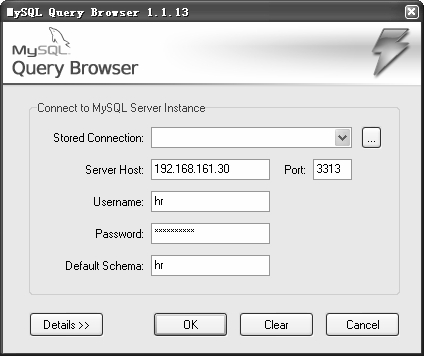 MySQL Query Browser 1.1.13
MySQL
Query Browser
Connect to MySQL Server Instance
Stored Connection:
...
Server Host: 192.168.161.30 Port: 3313
Username: hr
Password: **********
Default Schema: hr
Details >> OK Clear Cancel